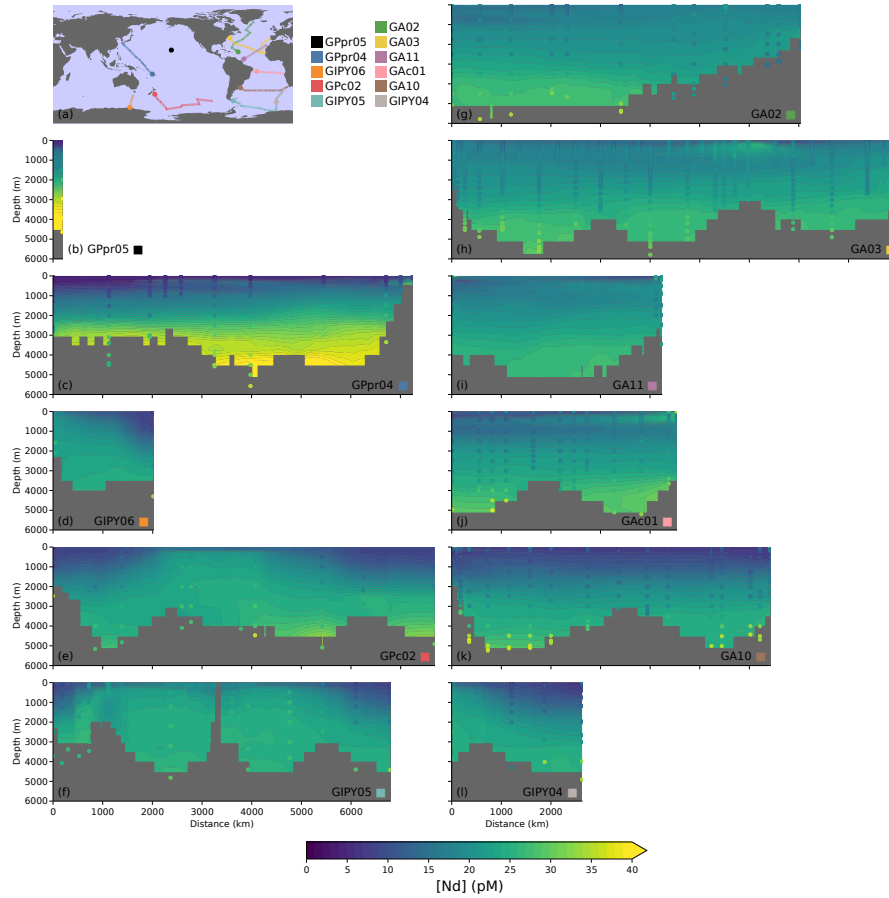 (a)
GPpr05
GPpr04
GIPY06
GPc02
GIPY05
GA02
GA03
GA11
GAc01
GA10
GIPY04
(g)
GA02
0
1000
2000
3000
4000
5000
6000
Depth (m)
(b) GPpr05
(h)
GA03
0
1000
2000
3000
4000
5000
6000
Depth (m)
(c)
GPpr04
(i)
GA11
0
1000
2000
3000
4000
5000
6000
Depth (m)
(d)
GIPY06
(j)
GAc01
0
1000
2000
3000
4000
5000
6000
Depth (m)
(e)
GPc02
(k)
GA10
0
1000
2000
3000
4000
5000
6000
Depth (m)
(f)
GIPY05
0
1000
2000
3000
4000
5000
6000
Distance (km)
(l)
GIPY04
0
1000
2000
Distance (km)
0
5
10
15
20
25
30
35
40
[Nd] (pM)